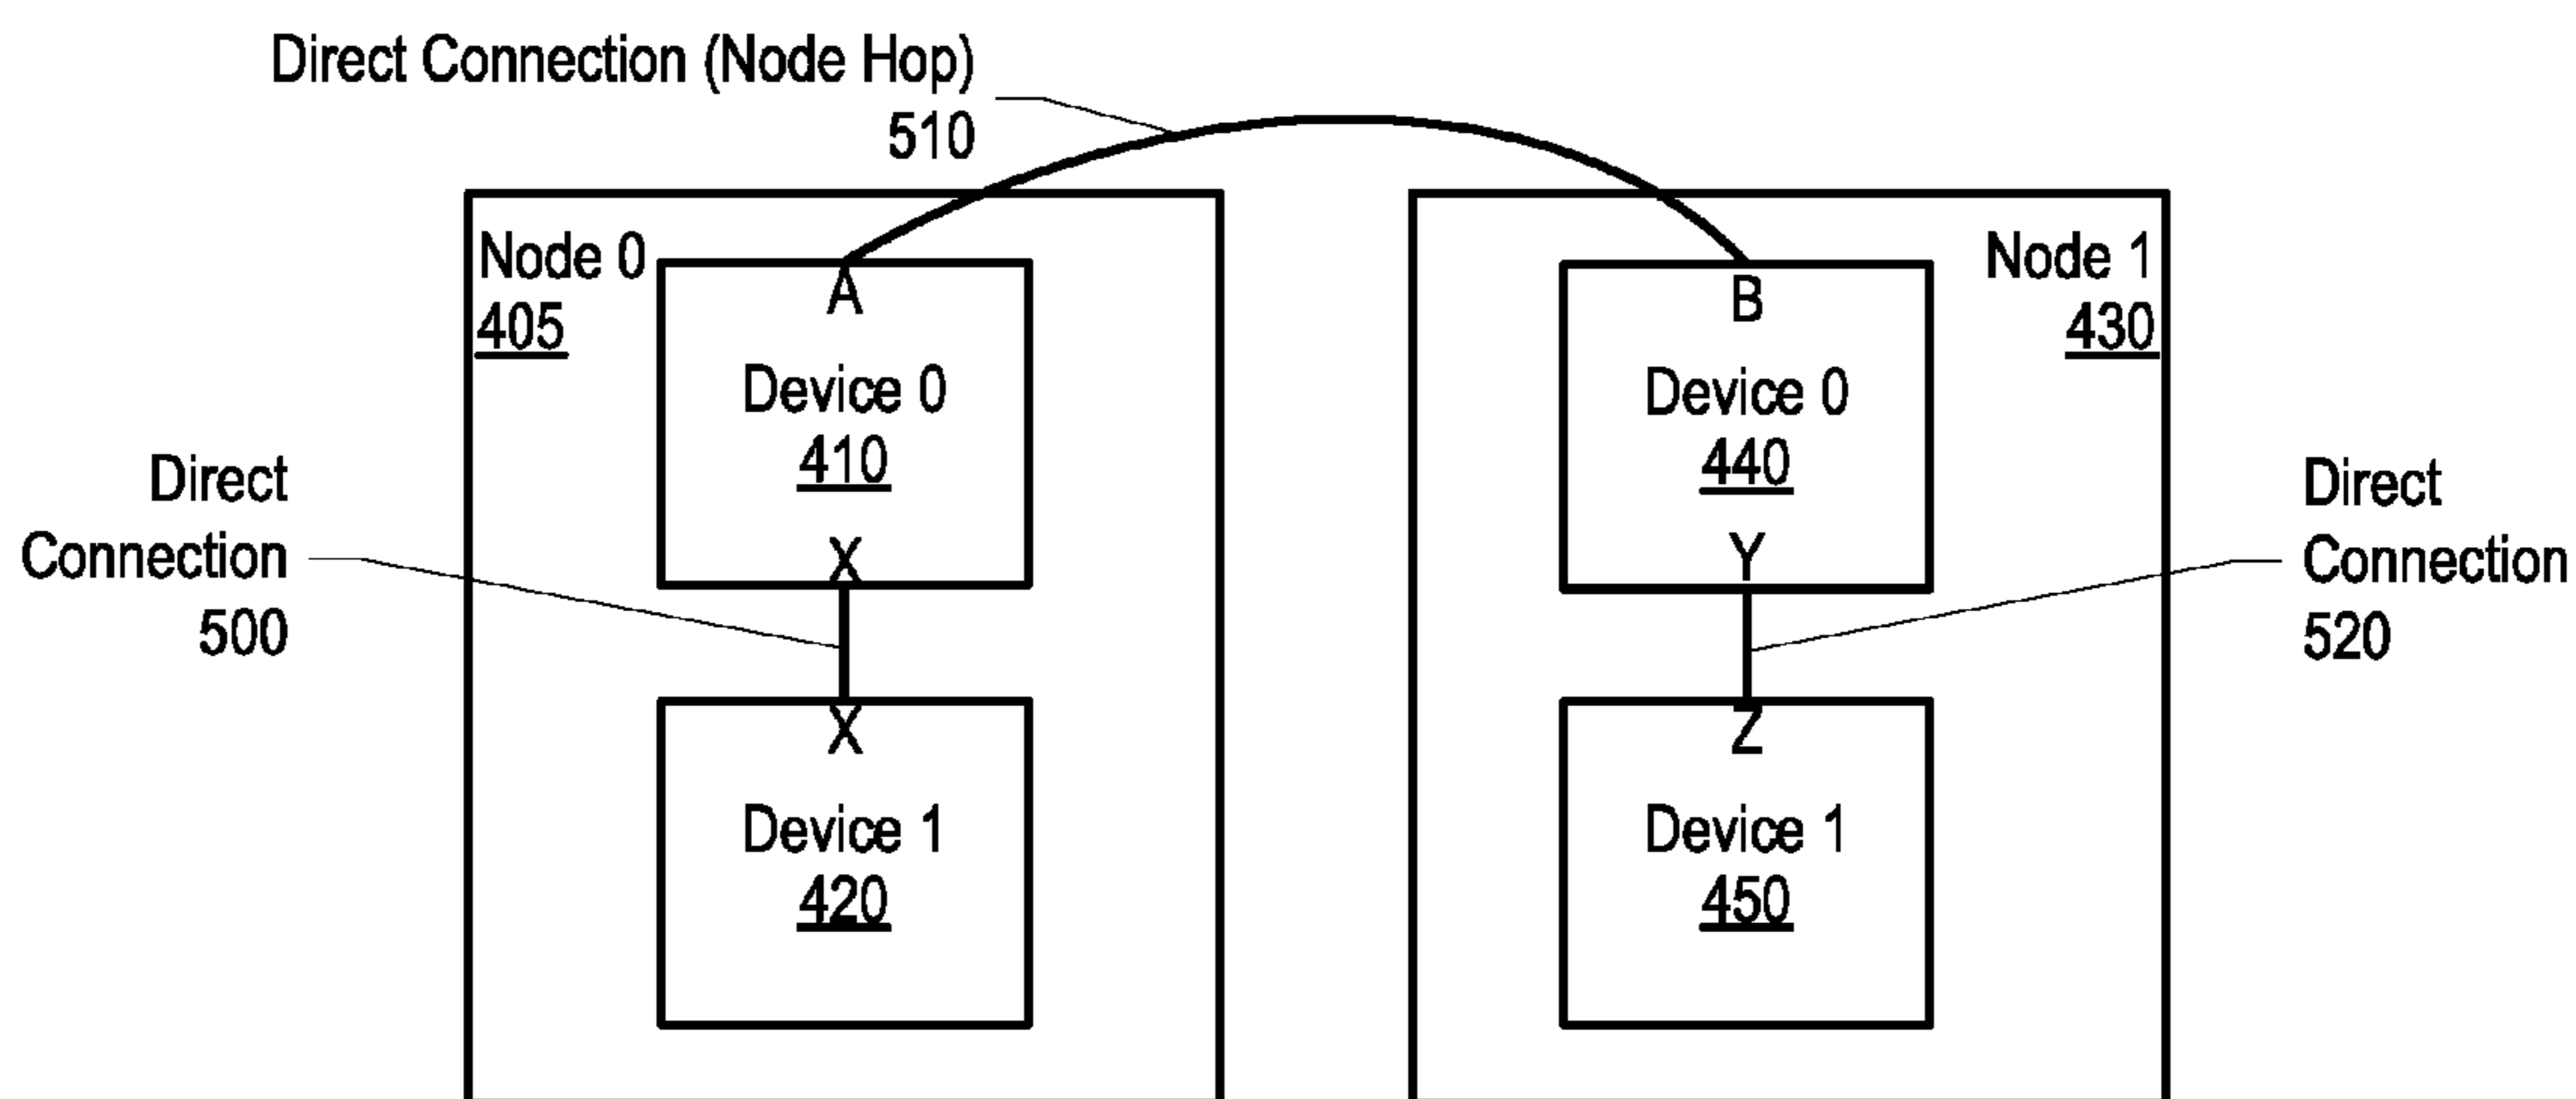 Direct Connection (Node Hop)
510
Node 0
405
A
Device 0
410
X
Direct
Connection
500
X
Device 1
420
Node 1
430
B
Device 0
440
Y
Direct
Connection
520
Z
Device 1
450